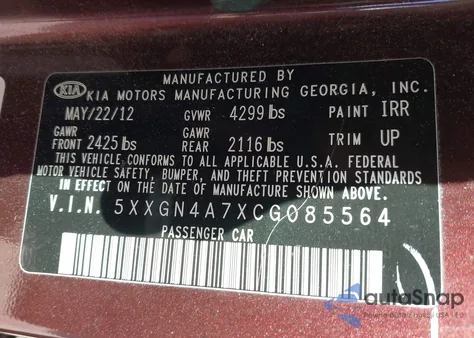 MANUFACTURED BY
KIA KIA MOTORS MANUFACTURING GEORGIA, INC.
MAY/22/12 GVWR 4299 lbs PAINT IRR
GAWR FRONT 2425 lbs GAWR REAR 2116 lbs TRIM UP
THIS VEHICLE CONFORMS TO ALL APPLICABLE U.S.A. FEDERAL
MOTOR VEHICLE SAFETY, BUMPER, AND THEFT PREVENTION STANDARDS
IN EFFECT ON THE DATE OF MANUFACTURE SHOWN ABOVE.
V.I.N. 5XXGN4A7XCG085564
PASSENGER CAR
autoSnap